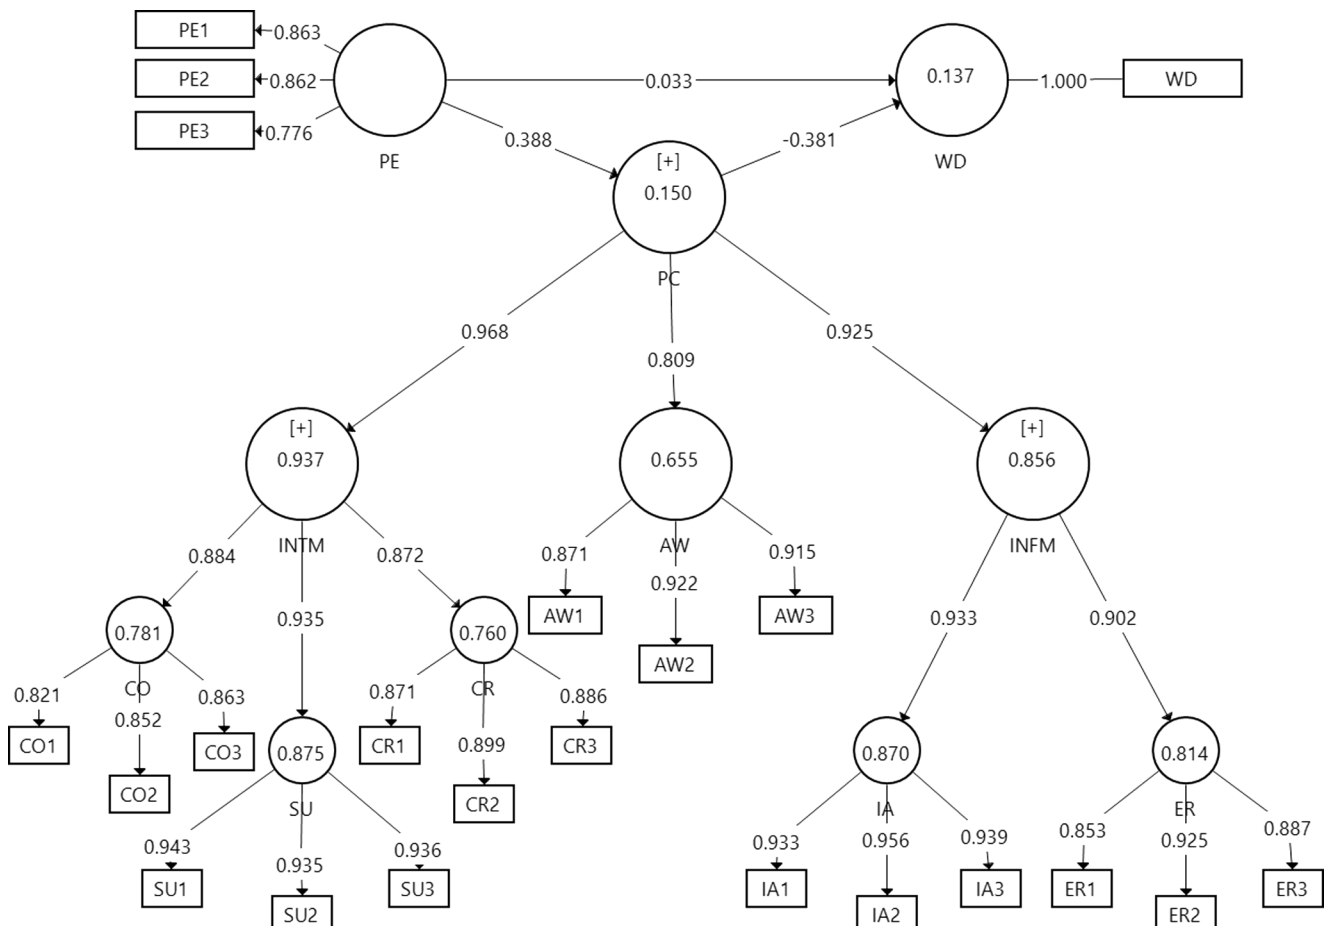 PE1
0.863
PE2
0.862
PE3
0.776
PE
0.033
0.137
1.000
WD
WD
0.388
-0.381
[+]
0.150
PC
0.968
0.809
0.925
[+]
0.937
INTM
0.655
AW
[+]
0.856
INFM
0.884
0.935
0.872
0.871
0.922
0.915
AW1
AW2
AW3
0.933
0.902
0.781
CO
0.821
0.852
0.863
CO1
CO2
CO3
0.760
CR
0.871
0.899
0.886
CR1
CR2
CR3
0.875
SU
0.943
0.935
0.936
SU1
SU2
SU3
0.870
IA
0.933
0.956
0.939
IA1
IA2
IA3
0.814
ER
0.853
0.925
0.887
ER1
ER2
ER3